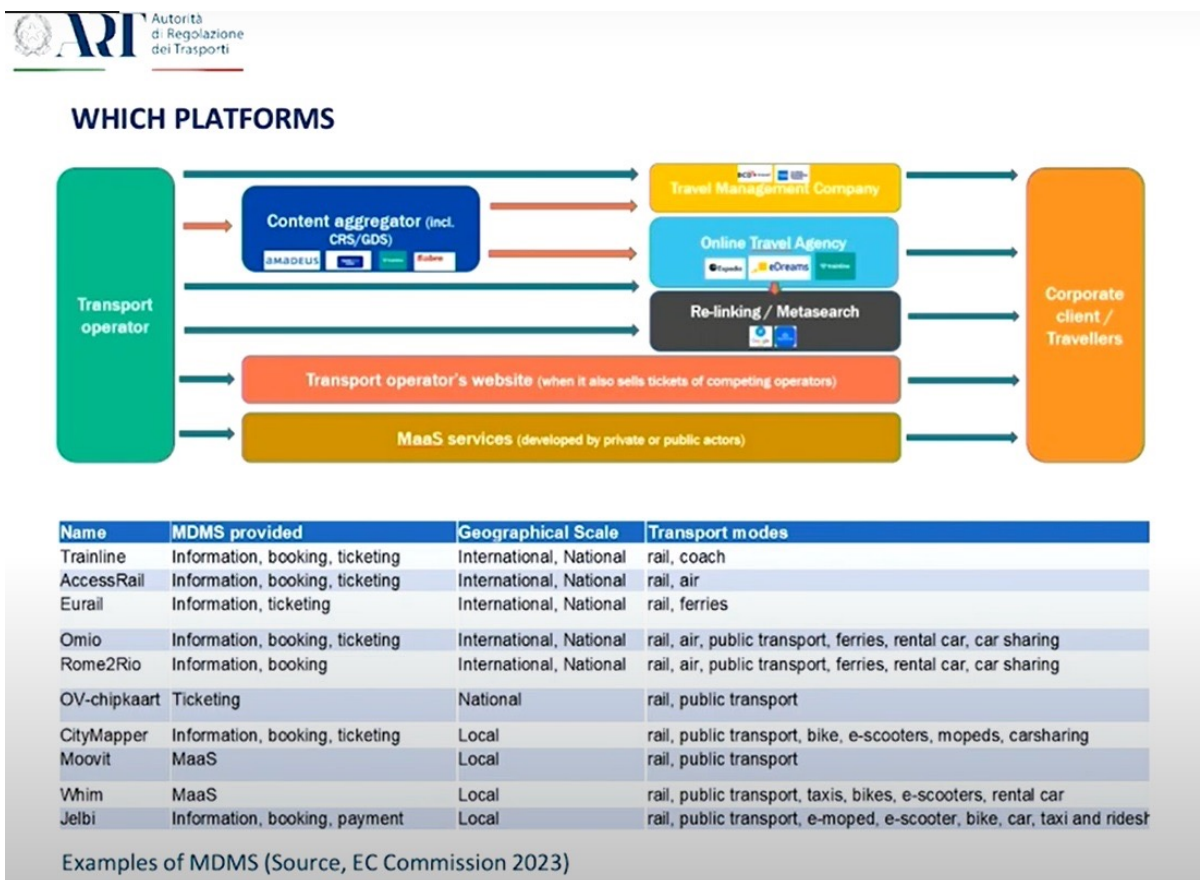 ART
Autorità
di Regolazione
dei Trasporti
WHICH PLATFORMS
Transport
operator
Content aggregator (incl.
CRS/GDS)
amadeus
Sabre
Travel Management Company
Online Travel Agency
Expedia
eDreams
trainline
Re-linking / Metasearch
Google
Transport operator's website (when it also sells tickets of competing operators)
MaaS services (developed by private or public actors)
Corporate
client /
Travellers
Name MDMS provided Geographical Scale Transport modes
Trainline Information, booking, ticketing International, National rail, coach
AccessRail Information, booking, ticketing International, National rail, air
Eurail Information, ticketing International, National rail, ferries
Omio Information, booking, ticketing International, National rail, air, public transport, ferries, rental car, car sharing
Rome2Rio Information, booking International, National rail, air, public transport, ferries, rental car, car sharing
OV-chipkaart Ticketing National rail, public transport
CityMapper Information, booking, ticketing Local rail, public transport, bike, e-scooters, mopeds, carsharing
Moovit MaaS Local rail, public transport
Whim MaaS Local rail, public transport, taxis, bikes, e-scooters, rental car
Jelbi Information, booking, payment Local rail, public transport, e-moped, e-scooter, bike, car, taxi and ridesh
Examples of MDMS (Source, EC Commission 2023)